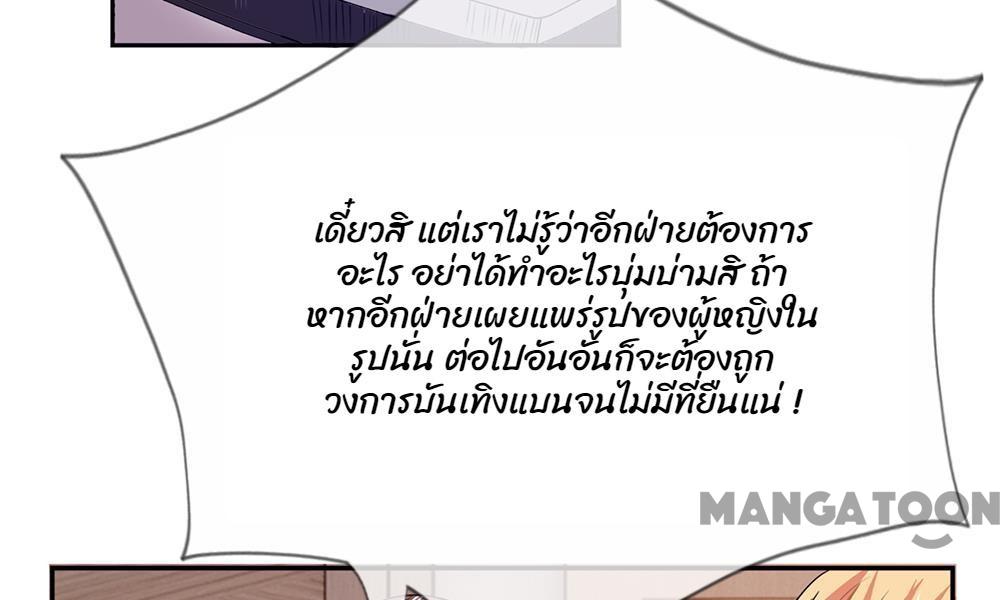 เดี๋ยวสิ แต่เราไม่รู้ว่าอีกฝ่ายต้องการ
อะไร อย่าได้ทำอะไรบุ่มบ่ามสิ ถ้า
หากอีกฝ่ายเผยแพร่รูปของผู้หญิงใน
รูปนั่น ต่อไปอันอันก็จะต้องถูก
วงการบันเทิงแบนจนไม่มีที่ยืนแน่ !
MANGATOON